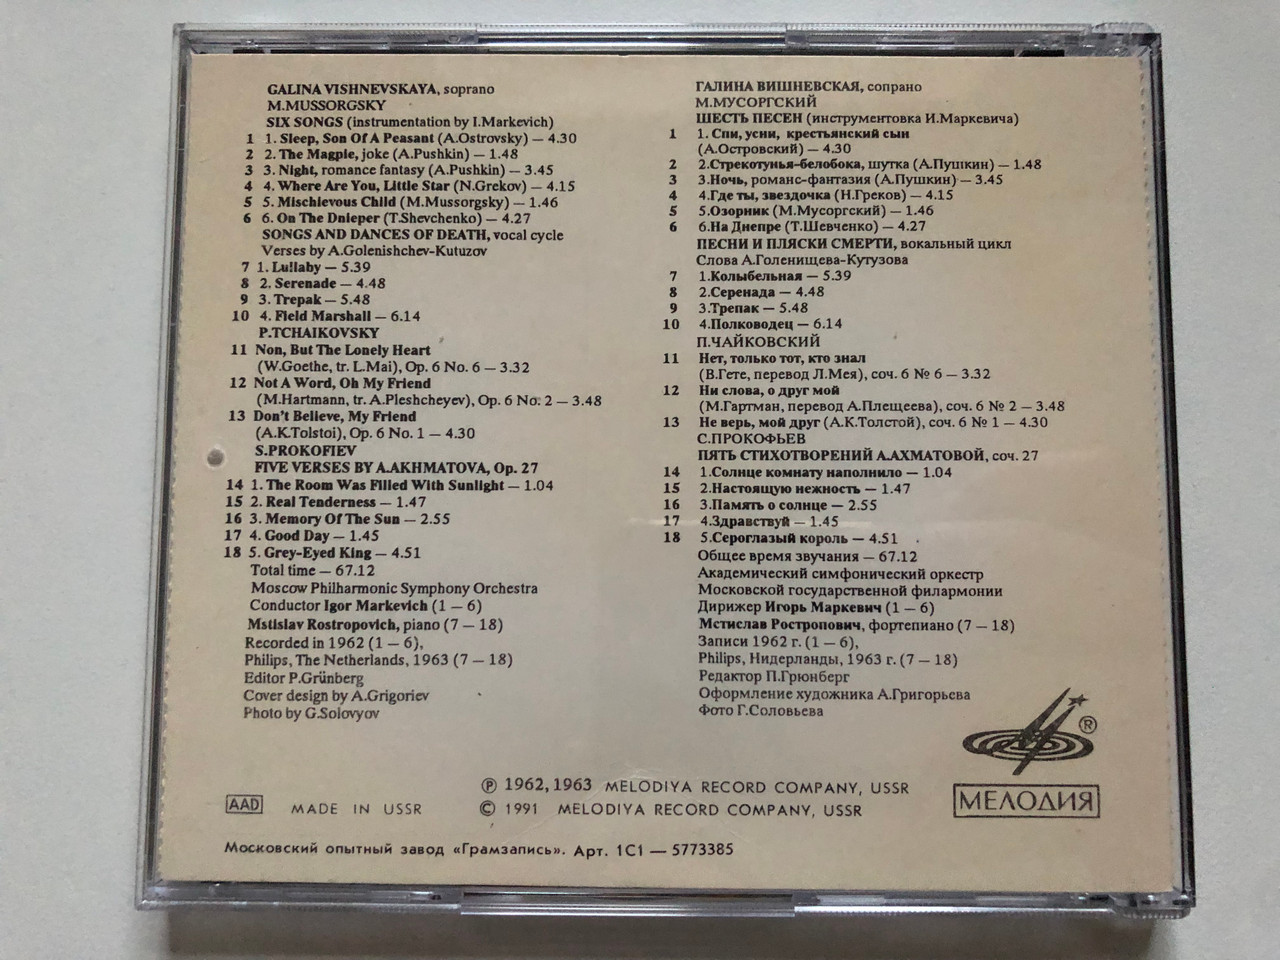 GALINA VISHNEVSKAYA, soprano
M.MUSSORGSKY
SIX SONGS (instrumentation by I.Markevich)
1 1. Sleep, Son Of A Peasant (A.Ostrovsky) — 4.30
2 2. The Magpie, joke (A.Pushkin) — 1.48
3 3. Night, romance fantasy (A.Pushkin) — 3.45
4 4. Where Are You, Little Star (N.Grekov) — 4.15
5 5. Mischievous Child (M.Mussorgsky) — 1.46
6 6. On The Dnieper (T.Shevchenko) — 4.27
SONGS AND DANCES OF DEATH, vocal cycle
Verses by A.Golenishchev-Kutuzov
7 1. Lullaby — 5.39
8 2. Serenade — 4.48
9 3. Trepak — 5.48
10 4. Field Marshall — 6.14
P.TCHAIKOVSKY
11 Non, But The Lonely Heart
(W.Goethe, tr. L.Mai), Op. 6 No. 6 — 3.32
12 Not A Word, Oh My Friend
(M.Hartmann, tr. A.Pleshcheyev), Op. 6 No. 2 — 3.48
13 Don't Believe, My Friend
(A.K.Tolstoi), Op. 6 No. 1 — 4.30
S.PROKOFIEV
FIVE VERSES BY A.AKHMATOVA, Op. 27
14 1. The Room Was Filled With Sunlight — 1.04
15 2. Real Tenderness — 1.47
16 3. Memory Of The Sun — 2.55
17 4. Good Day — 1.45
18 5. Grey-Eyed King — 4.51
Total time — 67.12
Moscow Philharmonic Symphony Orchestra
Conductor Igor Markevich (1 — 6)
Mstislav Rostropovich, piano (7 — 18)
Recorded in 1962 (1 — 6),
Philips, The Netherlands, 1963 (7 — 18)
Editor P.Grünberg
Cover design by A.Grigoriev
Photo by G.Solovyov
ГАЛИНА ВИШНЕВСКАЯ, сопрано
М.МУСОРГСКИЙ
ШЕСТЬ ПЕСЕН (инструментовка И.Маркевича)
1 1. Спи, усни, крестьянский сын
(А.Островский) — 4.30
2 2.Стрекотунья-белобока, шутка (А.Пушкин) — 1.48
3 3.Ночь, романс-фантазия (А.Пушкин) — 3.45
4 4.Где ты, звездочка (Н.Греков) — 4.15
5 5.Озорник (М.Мусоргский) — 1.46
6 6.На Днепре (Т.Шевченко) — 4.27
ПЕСНИ И ПЛЯСКИ СМЕРТИ, вокальный цикл
Слова А.Голенищева-Кутузова
7 1.Колыбельная — 5.39
8 2.Серенада — 4.48
9 3.Трепак — 5.48
10 4.Полководец — 6.14
П.ЧАЙКОВСКИЙ
11 Нет, только тот, кто знал
(В.Гете, перевод Л.Мея), соч. 6 № 6 — 3.32
12 Ни слова, о друг мой
(М.Гартман, перевод А.Плещеева), соч. 6 № 2 — 3.48
13 Не верь, мой друг (А.К.Толстой), соч. 6 № 1 — 4.30
С.ПРОКОФЬЕВ
ПЯТЬ СТИХОТВОРЕНИЙ А.АХМАТОВОЙ, соч. 27
14 1.Солнце комнату наполнило — 1.04
15 2.Настоящую нежность — 1.47
16 3.Память о солнце — 2.55
17 4.Здравствуй — 1.45
18 5.Сероглазый король — 4.51
Общее время звучания — 67.12
Академический симфонический оркестр
Московской государственной филармонии
Дирижер Игорь Маркевич (1 — 6)
Мстислав Ростропович, фортепиано (7 — 18)
Записи 1962 г. (1 — 6),
Philips, Нидерланды, 1963 г. (7 — 18)
Редактор П.Грюнберг
Оформление художника А.Григорьева
Фото Г.Соловьева
®
МЕЛОДИЯ
AAD MADE IN USSR
℗ 1962, 1963 MELODIYA RECORD COMPANY, USSR
© 1991 MELODIYA RECORD COMPANY, USSR
Московский опытный завод «Грамзапись». Арт. 1С1 — 5773385